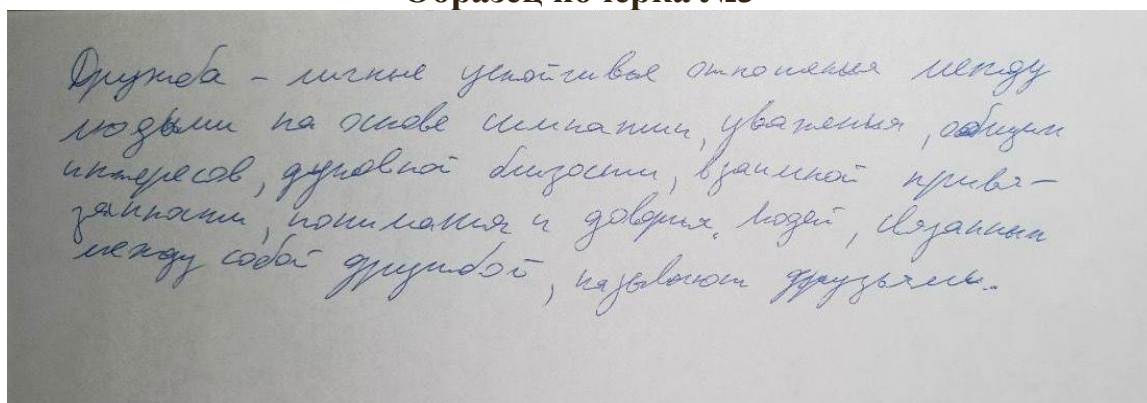 Образец почерка №3
Дружба – личные устойчивые отношения между
людьми на основе симпатии, уважения, общих
интересов, духовной близости, взаимной привя-
занности, понимания и доверия. Людей, связанных
между собой дружбой, называют друзьями.